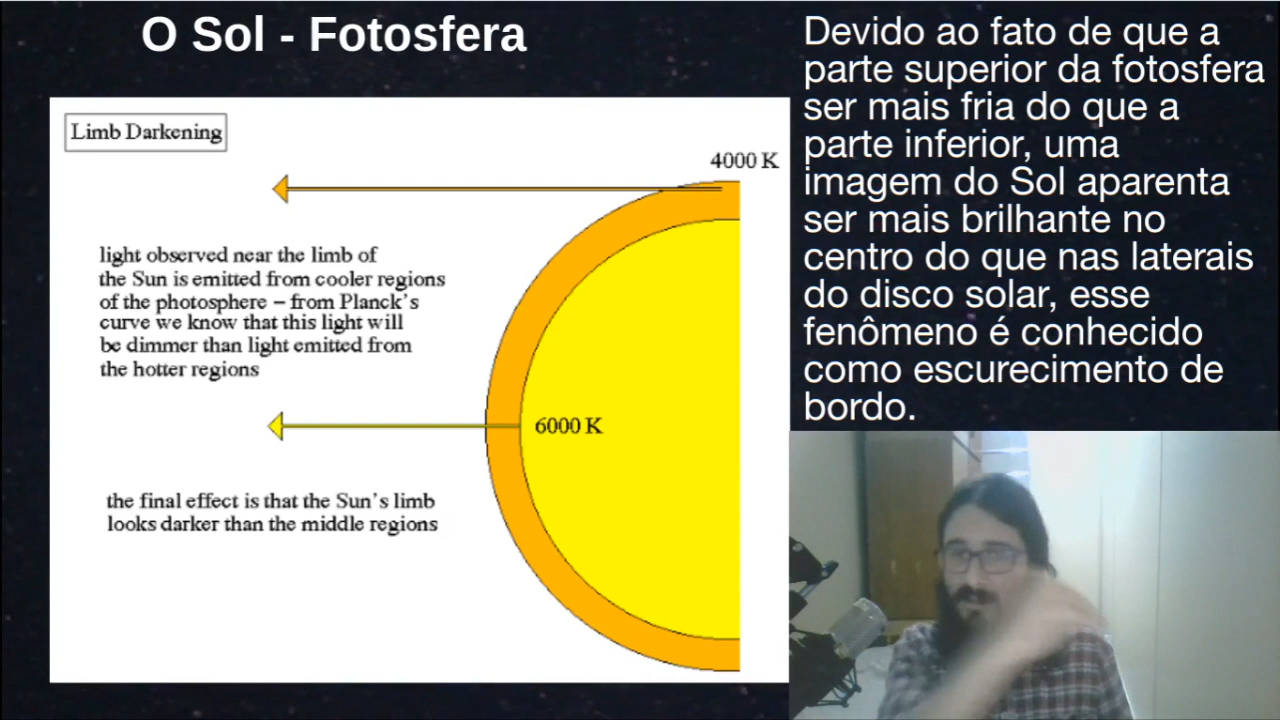 O Sol - Fotosfera
Limb Darkening
4000 K
light observed near the limb of
the Sun is emitted from cooler regions
of the photosphere – from Planck's
curve we know that this light will
be dimmer than light emitted from
the hotter regions
6000 K
the final effect is that the Sun's limb
looks darker than the middle regions
Devido ao fato de que a
parte superior da fotosfera
ser mais fria do que a
parte inferior, uma
imagem do Sol aparenta
ser mais brilhante no
centro do que nas laterais
do disco solar, esse
fenômeno é conhecido
como escurecimento de
bordo.